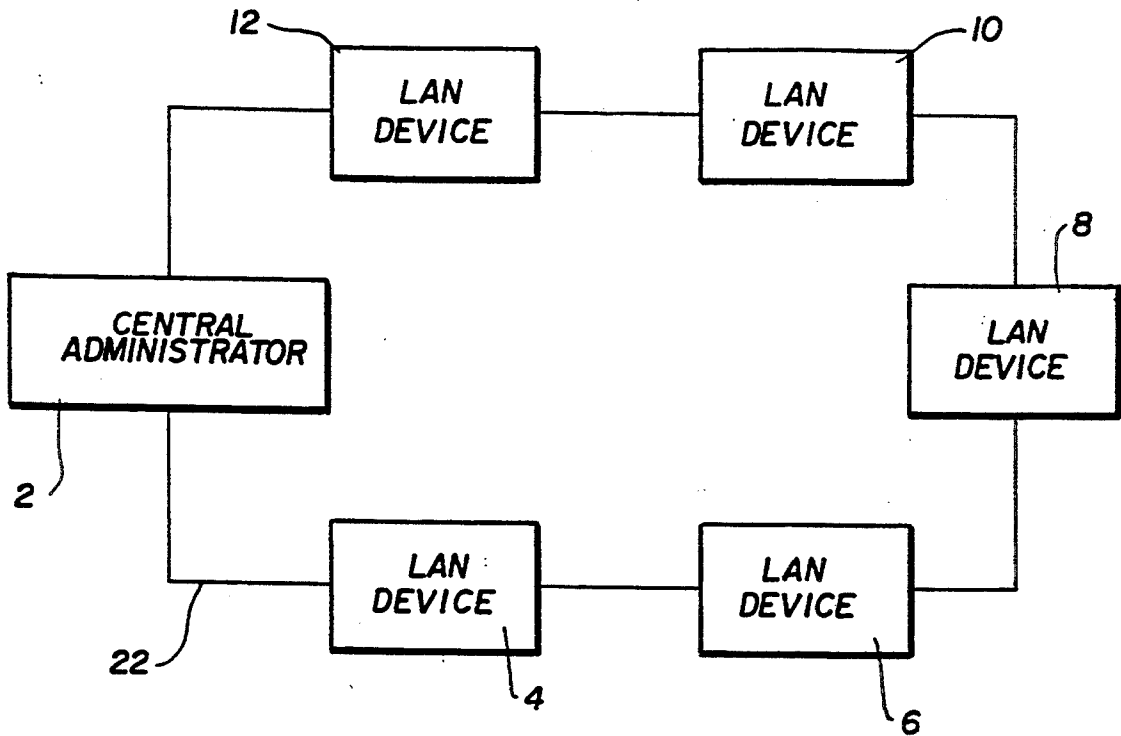 12
LAN
DEVICE
10
LAN
DEVICE
8
LAN
DEVICE
CENTRAL
ADMINISTRATOR
2
22
LAN
DEVICE
4
LAN
DEVICE
6